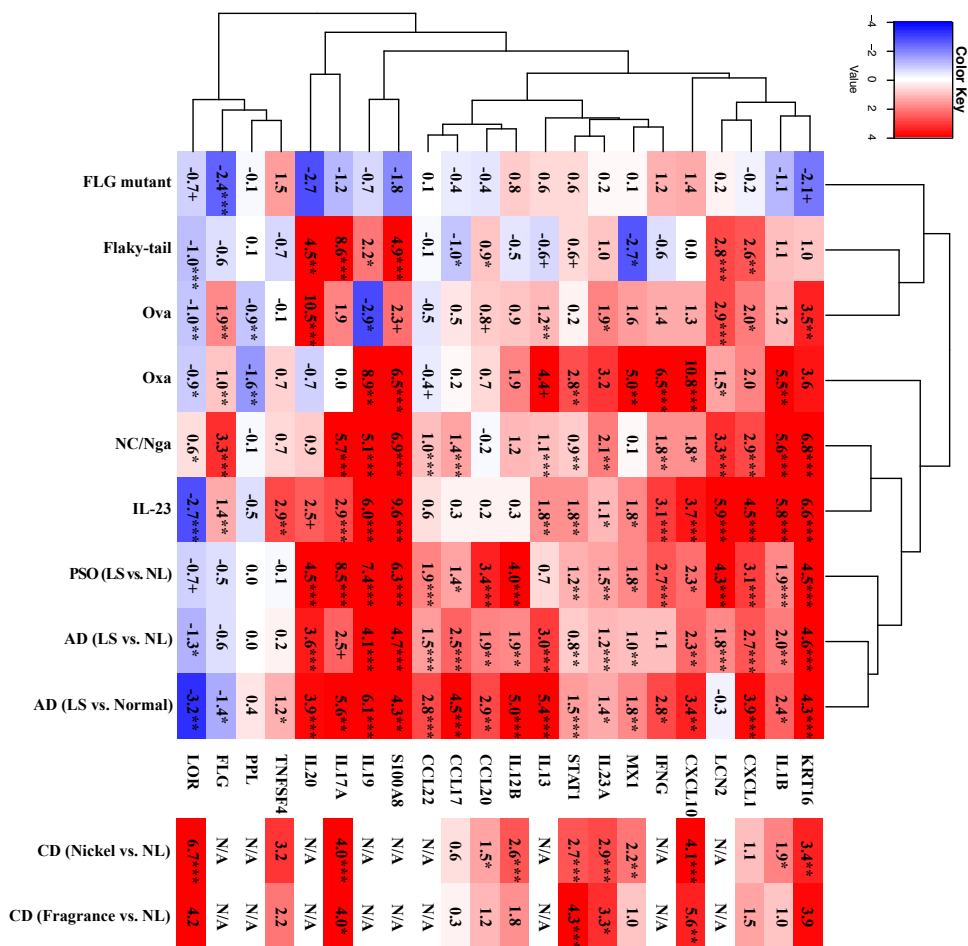 Color Key
-4 -2 0 2 4
Value
FLG mutant -0.7+ -2.4*** -0.1 1.5 -2.7 -1.2 -0.7 -1.8 0.1 -0.4 -0.4 0.8 0.6 0.6 0.2 0.1 1.2 1.4 0.2 -0.2 -1.1 -2.1+
Flaky-tail -1.0*** -0.6 0.1 -0.7 4.5** 8.6*** 2.2* 4.9*** -0.1 -1.0* 0.9* -0.5 -0.6+ 0.6+ 1.0 -2.7* -0.6 0.0 2.8*** 2.6** 1.1 1.0
Ova -1.0** 1.9** -0.9** -0.1 10.5*** 1.9 -2.9* 2.3+ -0.5 0.5 0.8+ 0.9 1.2** 0.2 1.9* 1.6 1.4 1.3 2.9*** 2.0* 1.2 3.5**
Oxa -0.9* 1.0** -1.6** 0.7 -0.7 0.0 8.9** 6.5*** -0.4+ 0.2 0.7 1.9 4.4+ 2.8** 3.2 5.0** 6.5*** 10.8*** 1.5* 2.0 5.5** 3.6
NC/Nga 0.6* 3.3*** -0.1 0.7 0.9 5.7*** 5.1*** 6.9*** 1.0*** 1.4*** -0.2 1.2 1.1*** 0.9** 2.1** 0.1 1.8** 1.8* 3.3*** 2.9*** 5.6*** 6.8***
IL-23 -2.7*** 1.4** -0.5 2.9** 2.5+ 2.9*** 6.0*** 9.6*** 0.6 0.3 0.2 0.3 1.8** 1.8** 1.1* 1.8* 3.1*** 3.7*** 5.9*** 4.5*** 5.8*** 6.6***
PSO (LS vs. NL) -0.7+ -0.5 0.0 -0.1 4.5*** 8.5*** 7.4*** 6.3*** 1.9*** 1.4* 3.4*** 4.0*** 0.7 1.2** 1.5** 1.8* 2.7*** 2.3* 4.3*** 3.1*** 1.9*** 4.5***
AD (LS vs. NL) -1.3* -0.6 0.0 0.2 3.6*** 2.5+ 4.1*** 4.7*** 1.5*** 2.5*** 1.9** 1.9** 3.0*** 0.8** 1.2*** 1.0** 1.1 2.3** 1.8*** 2.7*** 2.0** 4.6***
AD (LS vs. Normal) -3.2** -1.4* 0.4 1.2* 3.9*** 5.6** 6.1*** 4.3** 2.8*** 4.5*** 2.9** 5.0*** 5.4*** 1.5*** 1.4* 1.8** 2.8* 3.4** -0.3 3.9*** 2.4* 4.3***
LOR FLG PPL TNFSF4 IL20 IL17A IL19 S100A8 CCL22 CCL17 CCL20 IL12B IL13 STAT1 IL23A MX1 IFNG CXCL10 LCN2 CXCL1 IL1B KRT16
CD (Nickel vs. NL) 6.7*** N/A N/A 3.2 N/A 4.0*** N/A N/A N/A 0.6 1.5* 2.6*** N/A 2.7*** 2.9*** 2.2** N/A 4.1*** N/A 1.1 1.9* 3.4**
CD (Fragrance vs. NL) 4.2 N/A N/A 2.2 N/A 4.0* N/A N/A N/A 0.3 1.2 1.8 N/A 4.3*** 3.3* 1.0 N/A 5.6** N/A 1.5 1.0 3.9